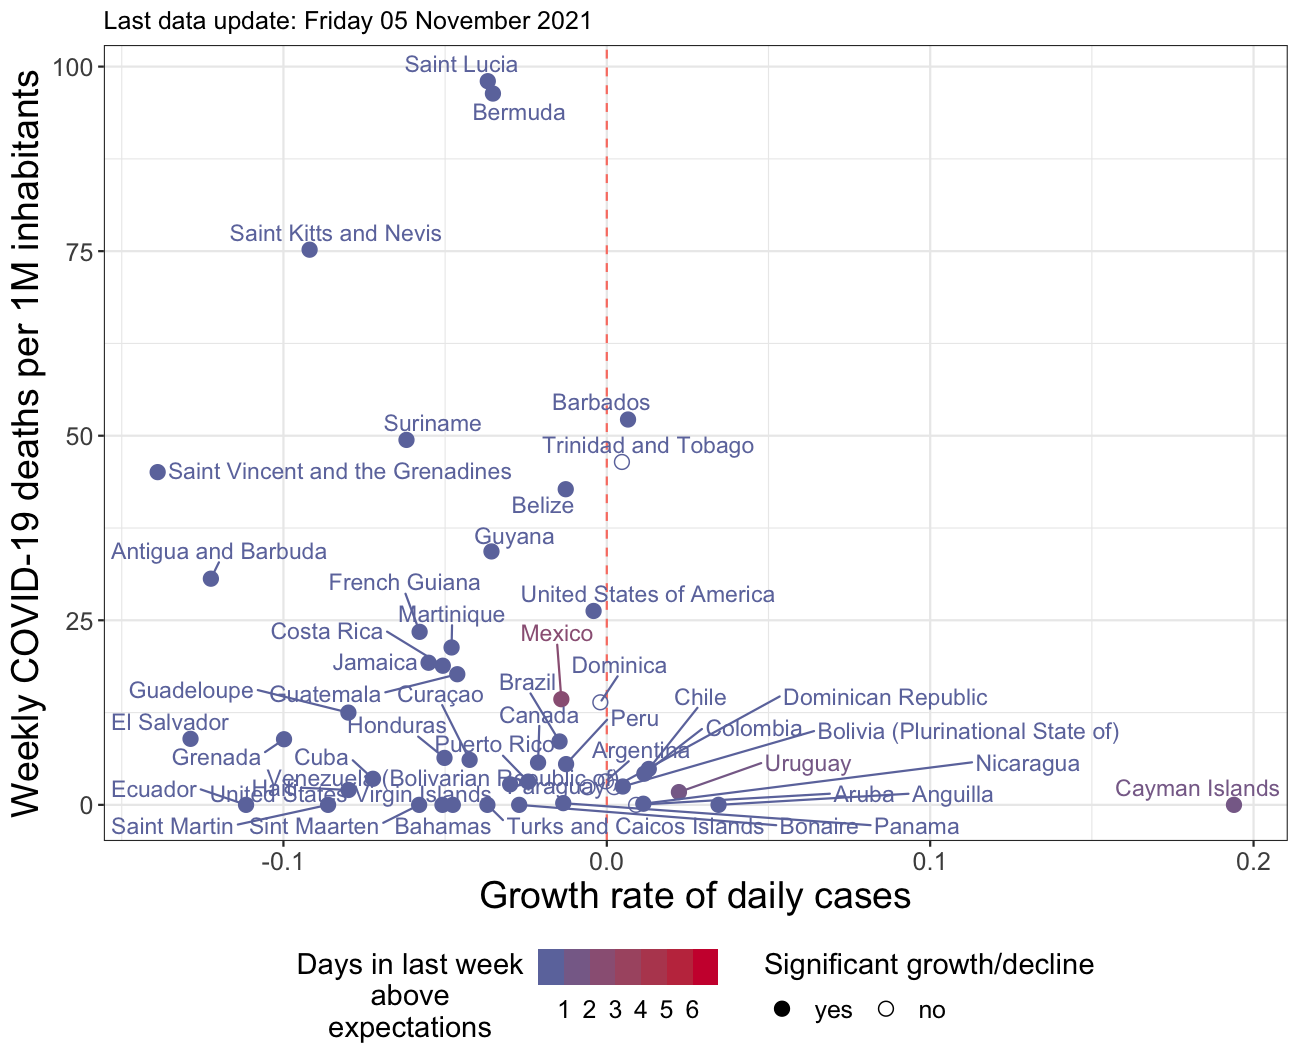 Last data update: Friday 05 November 2021
Weekly COVID-19 deaths per 1M inhabitants
100
75
50
25
0
Saint Lucia
Bermuda
Saint Kitts and Nevis
Barbados
Suriname
Trinidad and Tobago
Saint Vincent and the Grenadines
Belize
Guyana
Antigua and Barbuda
French Guiana
United States of America
Martinique
Costa Rica
Mexico
Jamaica
Dominica
Brazil
Guadeloupe
Guatemala
Curaçao
Chile
Dominican Republic
El Salvador
Honduras
Canada
Peru
Colombia
Bolivia (Plurinational State of)
Puerto Rico
Argentina
Grenada
Cuba
Uruguay
Nicaragua
Venezuela (Bolivarian Republic of)
Ecuador
Haiti
Paraguay
Cayman Islands
United States Virgin Islands
Aruba
Anguilla
Saint Martin
Sint Maarten
Bahamas
Turks and Caicos Islands
Bonaire
Panama
-0.1
0.0
0.1
0.2
Growth rate of daily cases
Days in last week
above
expectations
1 2 3 4 5 6
Significant growth/decline
yes
no